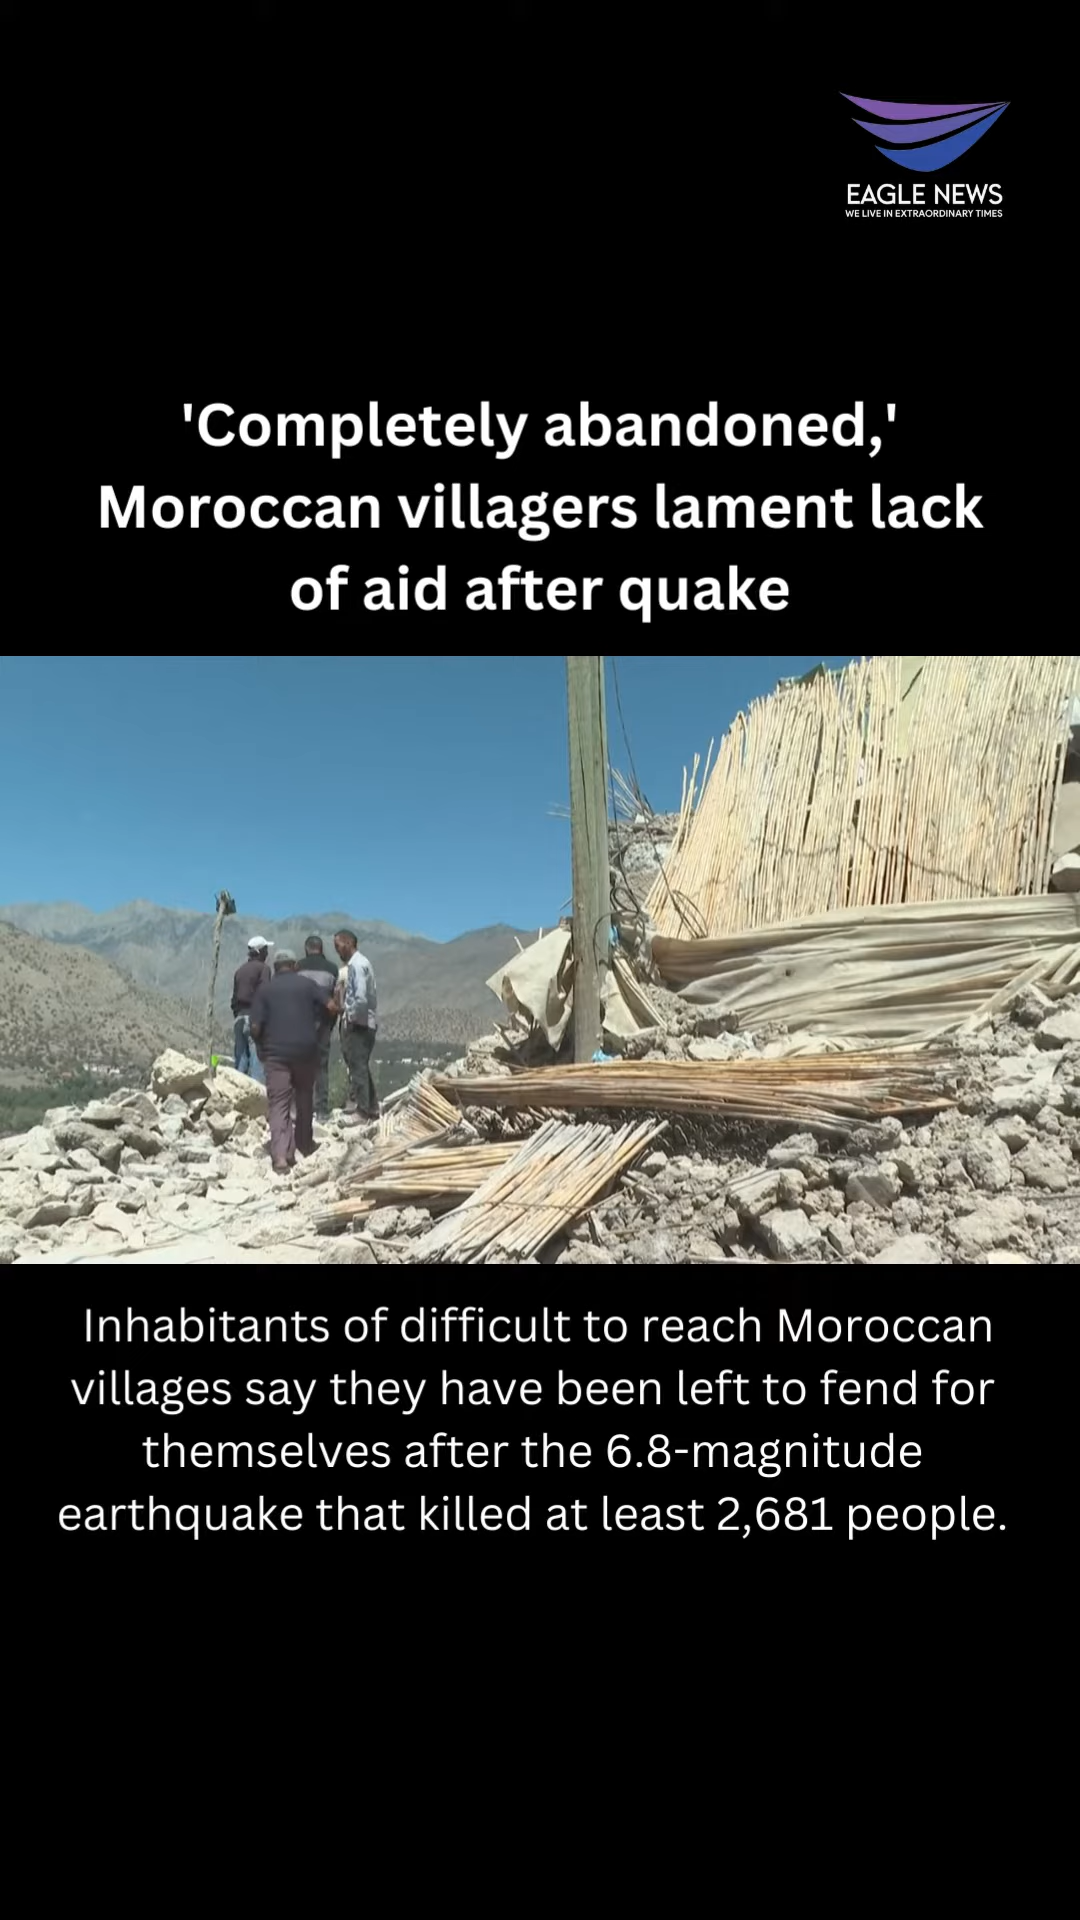 EAGLE NEWS
WE LIVE IN EXTRAORDINARY TIMES
'Completely abandoned,'
Moroccan villagers lament lack
of aid after quake
Inhabitants of difficult to reach Moroccan
villages say they have been left to fend for
themselves after the 6.8-magnitude
earthquake that killed at least 2,681 people.